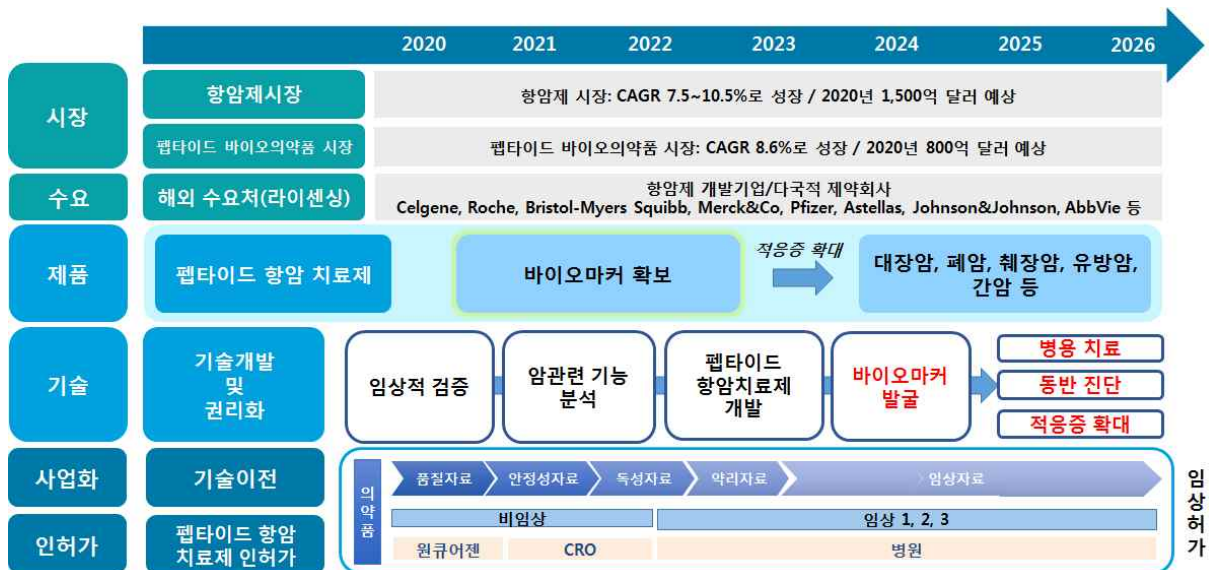 2020 2021 2022 2023 2024 2025 2026
시장
항암제시장
항암제 시장: CAGR 7.5~10.5%로 성장 / 2020년 1,500억 달러 예상
펩타이드 바이오의약품 시장
펩타이드 바이오의약품 시장: CAGR 8.6%로 성장 / 2020년 800억 달러 예상
수요
해외 수요처(라이센싱)
항암제 개발기업/다국적 제약회사
Celgene, Roche, Bristol-Myers Squibb, Merck&Co, Pfizer, Astellas, Johnson&Johnson, AbbVie 등
제품
펩타이드 항암 치료제
바이오마커 확보
적응증 확대
대장암, 폐암, 췌장암, 유방암,
간암 등
기술
기술개발
및
권리화
임상적 검증
암관련 기능
분석
펩타이드
항암치료제
개발
바이오마커
발굴
병용 치료
동반 진단
적응증 확대
사업화
기술이전
인허가
펩타이드 항암
치료제 인허가
의약품
품질자료
안정성자료
독성자료
약리자료
임상자료
비임상
임상 1, 2, 3
원큐어젠
CRO
병원
임상허가